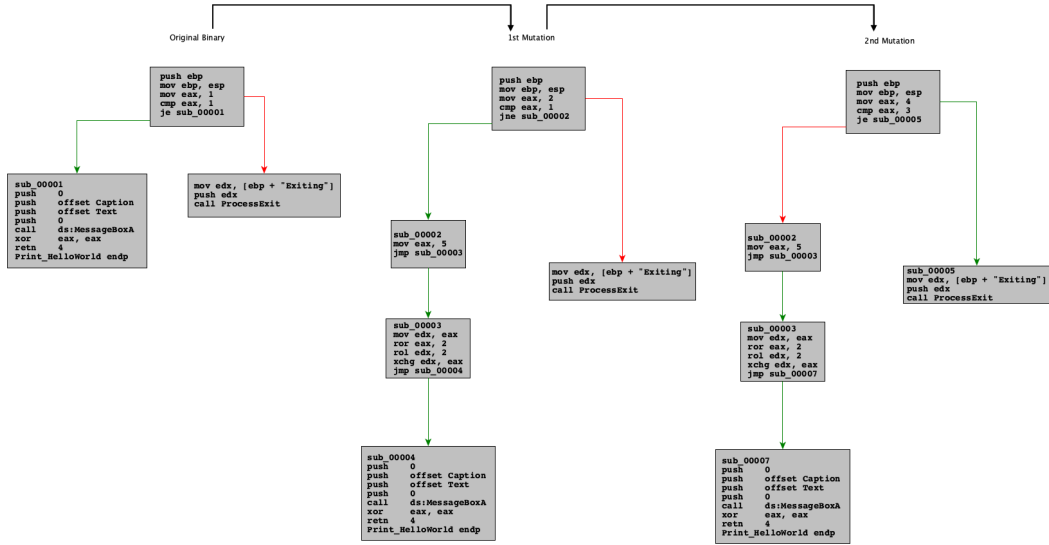 Original Binary
1st Mutation
2nd Mutation
push ebp
mov ebp, esp
mov eax, 1
cmp eax, 1
je sub_00001
sub_00001
push 0
push offset Caption
push offset Text
push 0
call ds:MessageBoxA
xor eax, eax
retn 4
Print_HelloWorld endp
mov edx, [ebp + "Exiting"]
push edx
call ProcessExit
push ebp
mov ebp, esp
mov eax, 2
cmp eax, 1
jne sub_00002
sub_00002
mov eax, 5
jmp sub_00003
mov edx, [ebp + "Exiting"]
push edx
call ProcessExit
sub_00003
mov edx, eax
ror eax, 2
rol edx, 2
xchg edx, eax
jmp sub_00004
sub_00004
push 0
push offset Caption
push offset Text
push 0
call ds:MessageBoxA
xor eax, eax
retn 4
Print_HelloWorld endp
push ebp
mov ebp, esp
mov eax, 4
cmp eax, 3
je sub_00005
sub_00002
mov eax, 5
jmp sub_00003
sub_00005
mov edx, [ebp + "Exiting"]
push edx
call ProcessExit
sub_00003
mov edx, eax
ror eax, 2
rol edx, 2
xchg edx, eax
jmp sub_00007
sub_00007
push 0
push offset Caption
push offset Text
push 0
call ds:MessageBoxA
xor eax, eax
retn 4
Print_HelloWorld endp